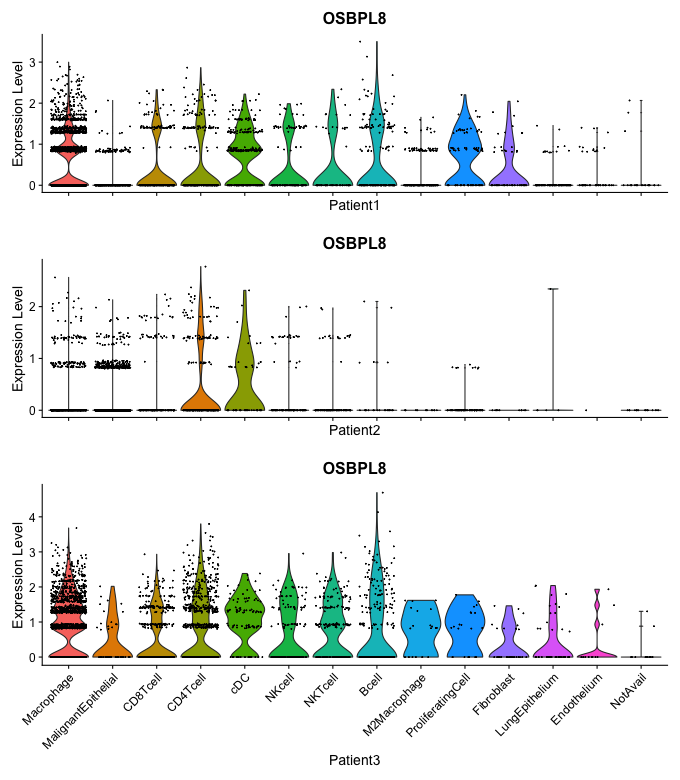 OSBPL8
Expression Level
3
2
1
0
Patient1
OSBPL8
Expression Level
2
1
0
Patient2
OSBPL8
Expression Level
4
3
2
1
0
Macrophage
MalignantEpithelial
CD8Tcell
CD4Tcell
cDC
NKcell
NKTcell
Bcell
M2Macrophage
ProliferatingCell
Fibroblast
LungEpithelium
Endothelium
NotAvail
Patient3